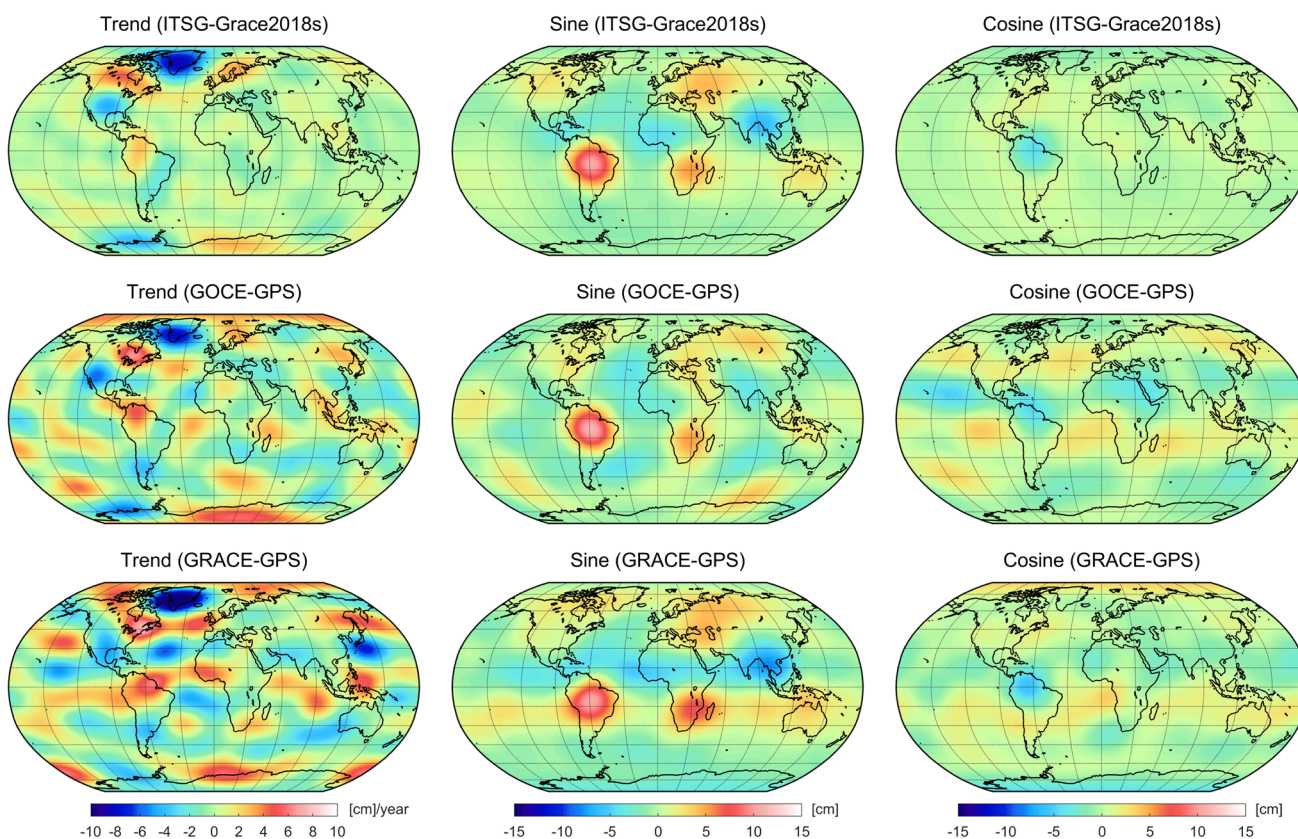 Trend (ITSG-Grace2018s) Sine (ITSG-Grace2018s) Cosine (ITSG-Grace2018s)
Trend (GOCE-GPS) Sine (GOCE-GPS) Cosine (GOCE-GPS)
Trend (GRACE-GPS) Sine (GRACE-GPS) Cosine (GRACE-GPS)
[cm]/year [cm] [cm]
-10 -8 -6 -4 -2 0 2 4 6 8 10 -15 -10 -5 0 5 10 15 -15 -10 -5 0 5 10 15